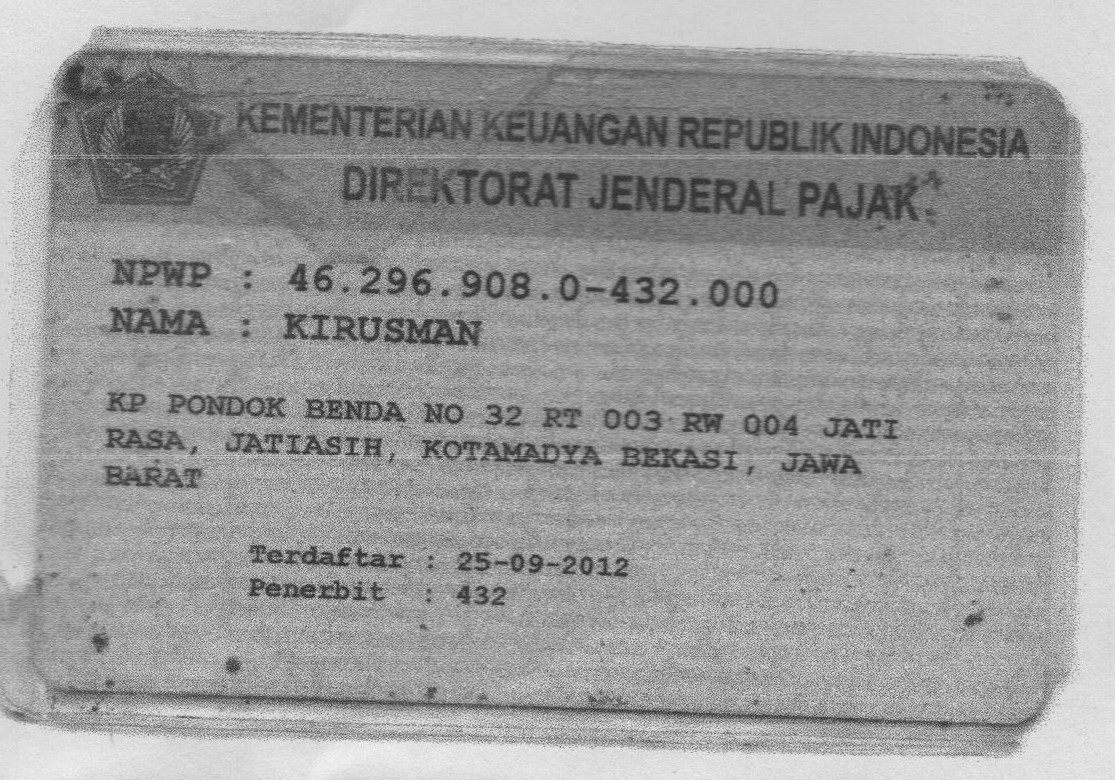 KEMENTERIAN KEUANGAN REPUBLIK INDONESIA
DIREKTORAT JENDERAL PAJAK
NPWP : 46.296.908.0-432.000
NAMA : KIRUSMAN
KP PONDOK BENDA NO 32 RT 003 RW 004 JATI
RASA, JATIASIH, KOTAMADYA BEKASI, JAWA
BARAT
Terdaftar : 25-09-2012
Penerbit : 432